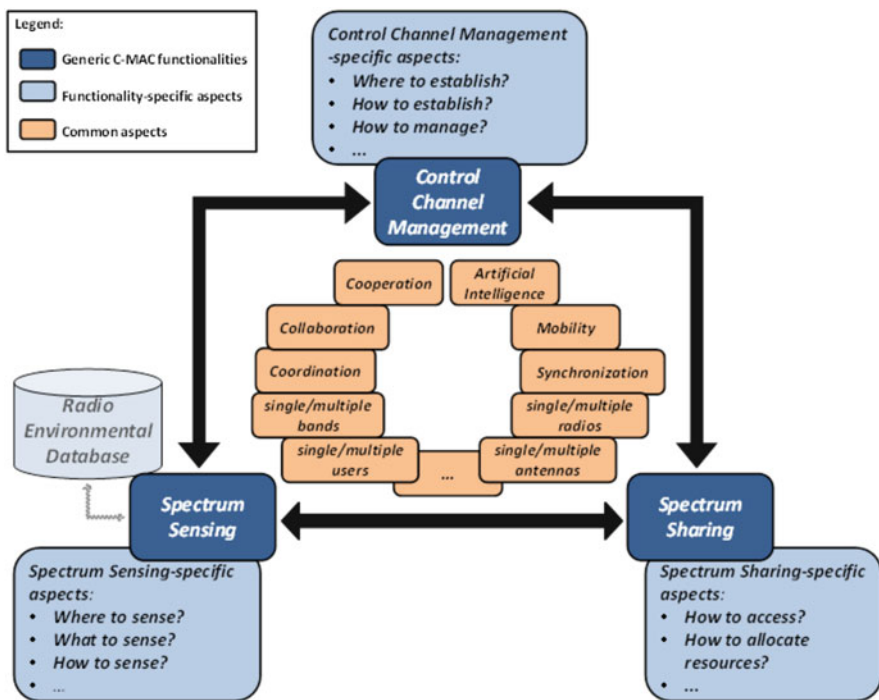 Legend:
Generic C-MAC functionalities
Functionality-specific aspects
Common aspects
Control Channel Management
-specific aspects:
• Where to establish?
• How to establish?
• How to manage?
• ...
Control
Channel
Management
Cooperation
Artificial
Intelligence
Collaboration
Mobility
Coordination
Synchronization
single/multiple
bands
single/multiple
radios
single/multiple
users
...
single/multiple
antennas
Radio
Environmental
Database
Spectrum
Sensing
Spectrum
Sharing
Spectrum Sensing-specific
aspects:
• Where to sense?
• What to sense?
• How to sense?
• ...
Spectrum Sharing-specific
aspects:
• How to access?
• How to allocate
resources?
• ...